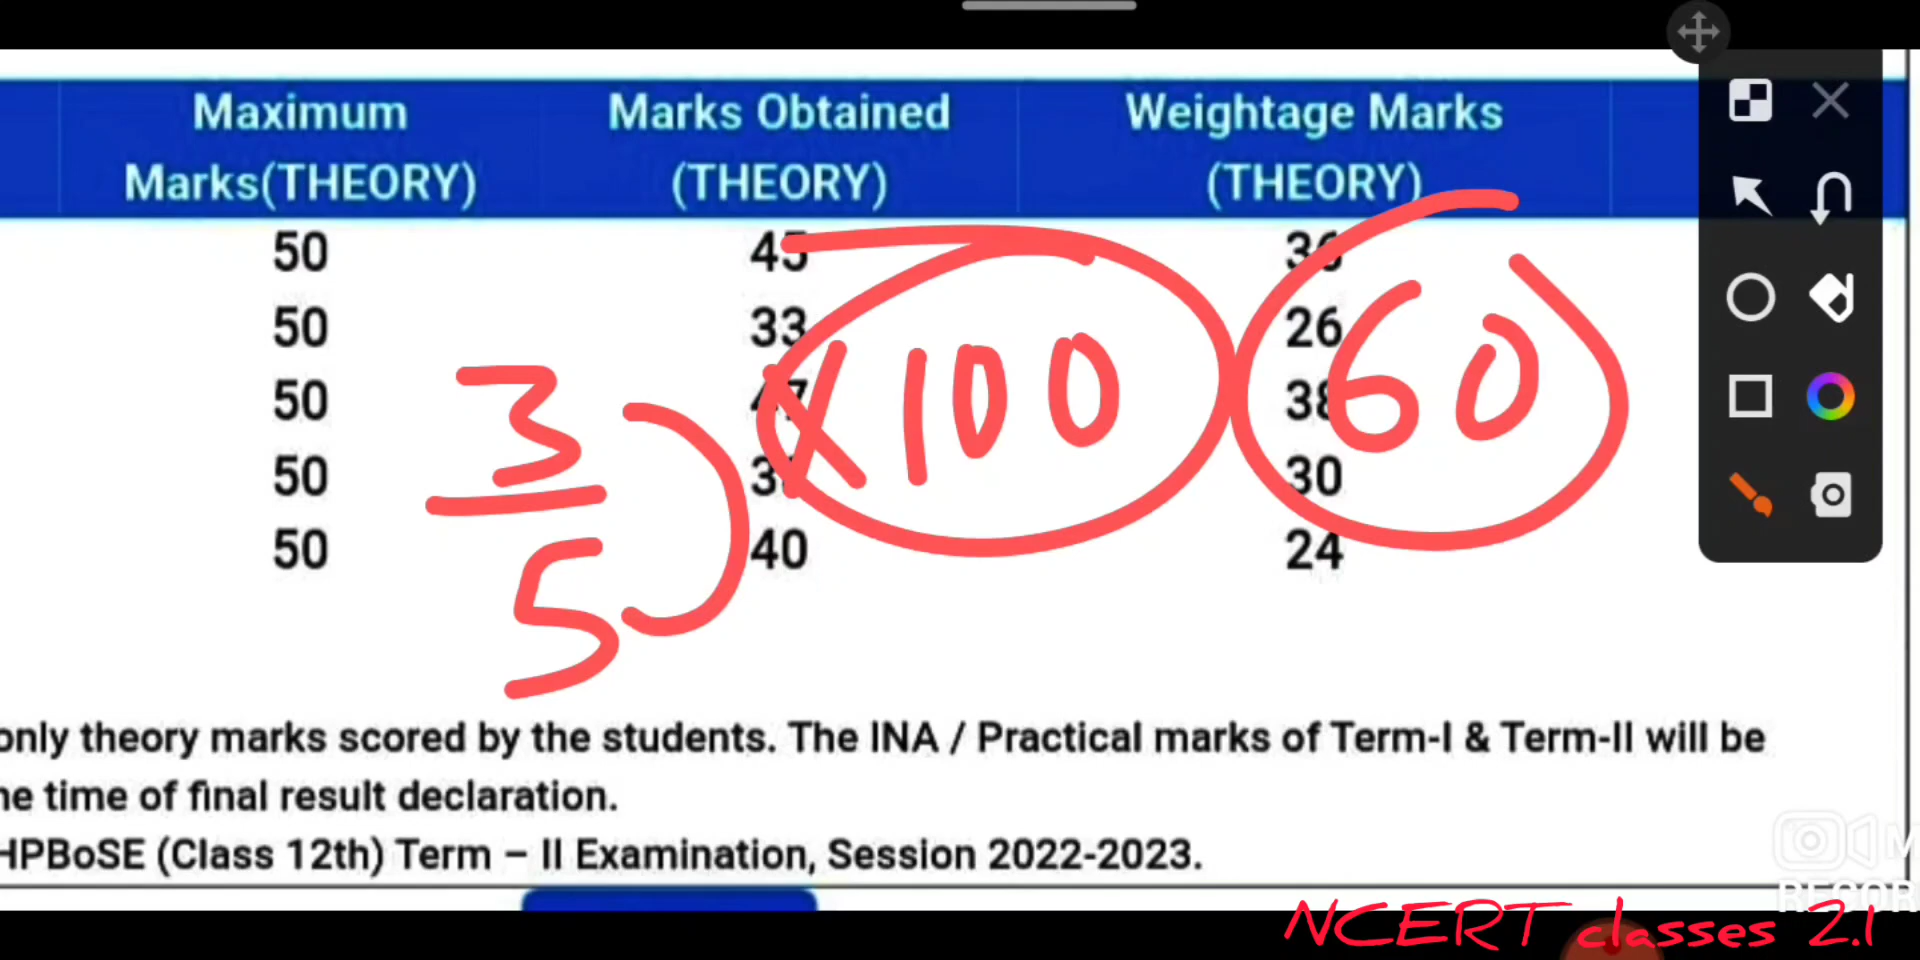 Maximum Marks Obtained Weightage Marks
Marks(THEORY) (THEORY) (THEORY)
50 45 36
50 33 26
50 47 38
50 30
50 40 24
3/5 × 100 60
only theory marks scored by the students. The INA / Practical marks of Term-I & Term-II will be
he time of final result declaration.
HPBoSE (Class 12th) Term – II Examination, Session 2022-2023.
NCERT classes 2.1